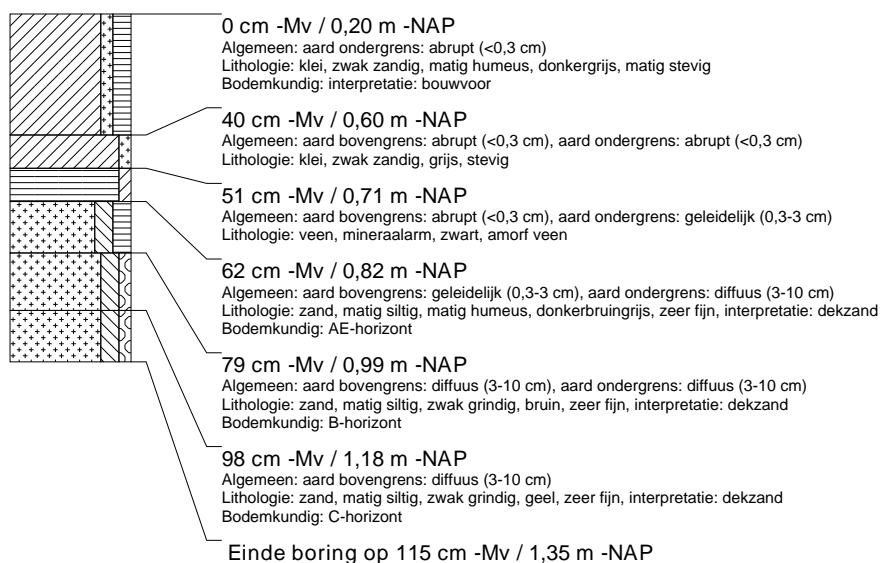 0 cm -Mv / 0,20 m -NAP
Algemeen: aard ondergrens: abrupt (<0,3 cm)
Lithologie: klei, zwak zandig, matig humeus, donkergrijs, matig stevig
Bodemkundig: interpretatie: bouwvoor
40 cm -Mv / 0,60 m -NAP
Algemeen: aard bovengrens: abrupt (<0,3 cm), aard ondergrens: abrupt (<0,3 cm)
Lithologie: klei, zwak zandig, grijs, stevig
51 cm -Mv / 0,71 m -NAP
Algemeen: aard bovengrens: abrupt (<0,3 cm), aard ondergrens: geleidelijk (0,3-3 cm)
Lithologie: veen, mineraalarm, zwart, amorf veen
62 cm -Mv / 0,82 m -NAP
Algemeen: aard bovengrens: geleidelijk (0,3-3 cm), aard ondergrens: diffuus (3-10 cm)
Lithologie: zand, matig siltig, matig humeus, donkerbruingrijs, zeer fijn, interpretatie: dekzand
Bodemkundig: AE-horizont
79 cm -Mv / 0,99 m -NAP
Algemeen: aard bovengrens: diffuus (3-10 cm), aard ondergrens: diffuus (3-10 cm)
Lithologie: zand, matig siltig, zwak grindig, bruin, zeer fijn, interpretatie: dekzand
Bodemkundig: B-horizont
98 cm -Mv / 1,18 m -NAP
Algemeen: aard bovengrens: diffuus (3-10 cm)
Lithologie: zand, matig siltig, zwak grindig, geel, zeer fijn, interpretatie: dekzand
Bodemkundig: C-horizont
Einde boring op 115 cm -Mv / 1,35 m -NAP